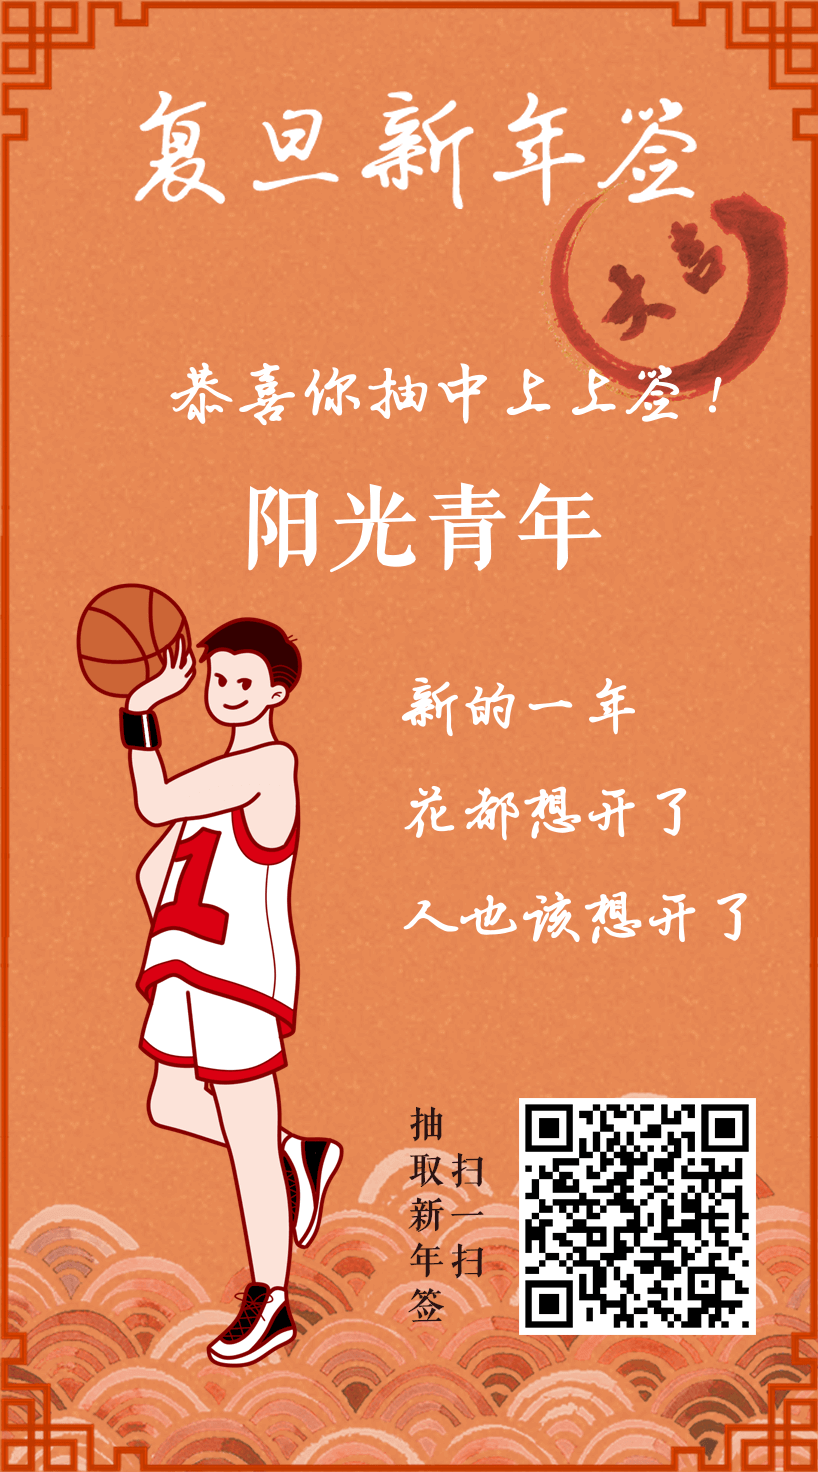 复旦新年签
大吉
恭喜你抽中上上签！
阳光青年
新的一年
花都想开了
人也该想开了
1
扫一扫
抽取新年签